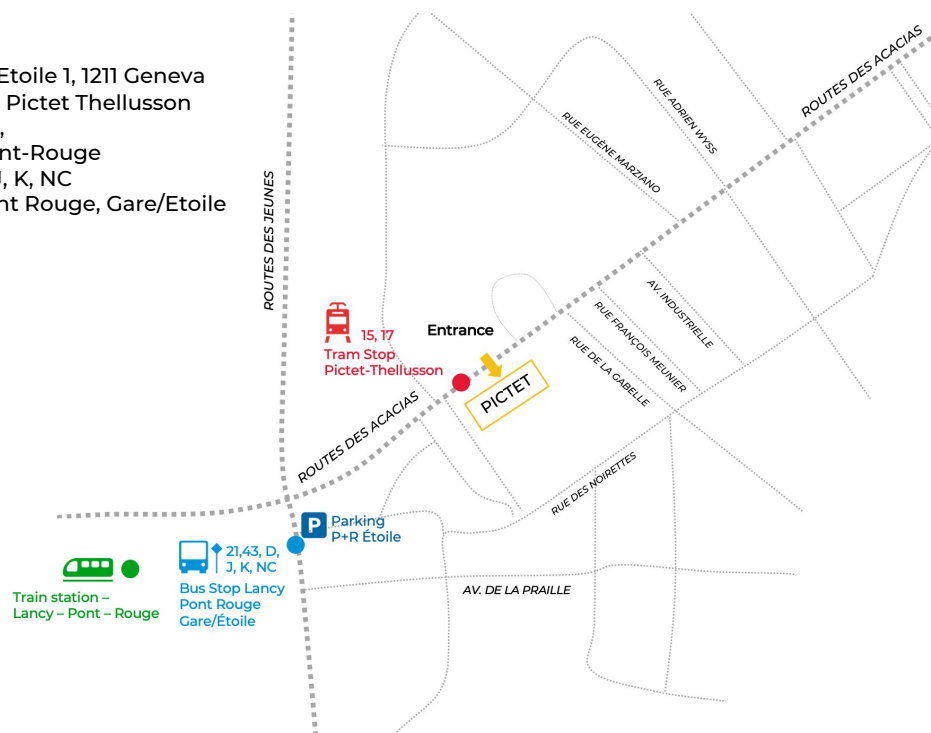 Etoile 1, 1211 Geneva
Pictet Thellusson
,
nt-Rouge
J, K, NC
nt Rouge, Gare/Etoile
ROUTES DES ACACIAS
RUE ADRIEN WYSS
RUE EUGÈNE MARZIANO
ROUTES DES JEUNES
AV. INDUSTRIELLE
RUE FRANÇOIS MEUNIER
RUE DE LA GABELLE
15, 17
Tram Stop
Pictet-Thellusson
Entrance
PICTET
ROUTES DES ACACIAS
RUE DES NOIRETTES
P
Parking
P+R Étoile
21,43, D,
J, K, NC
Bus Stop Lancy
Pont Rouge
Gare/Étoile
Train station –
Lancy – Pont – Rouge
AV. DE LA PRAILLE